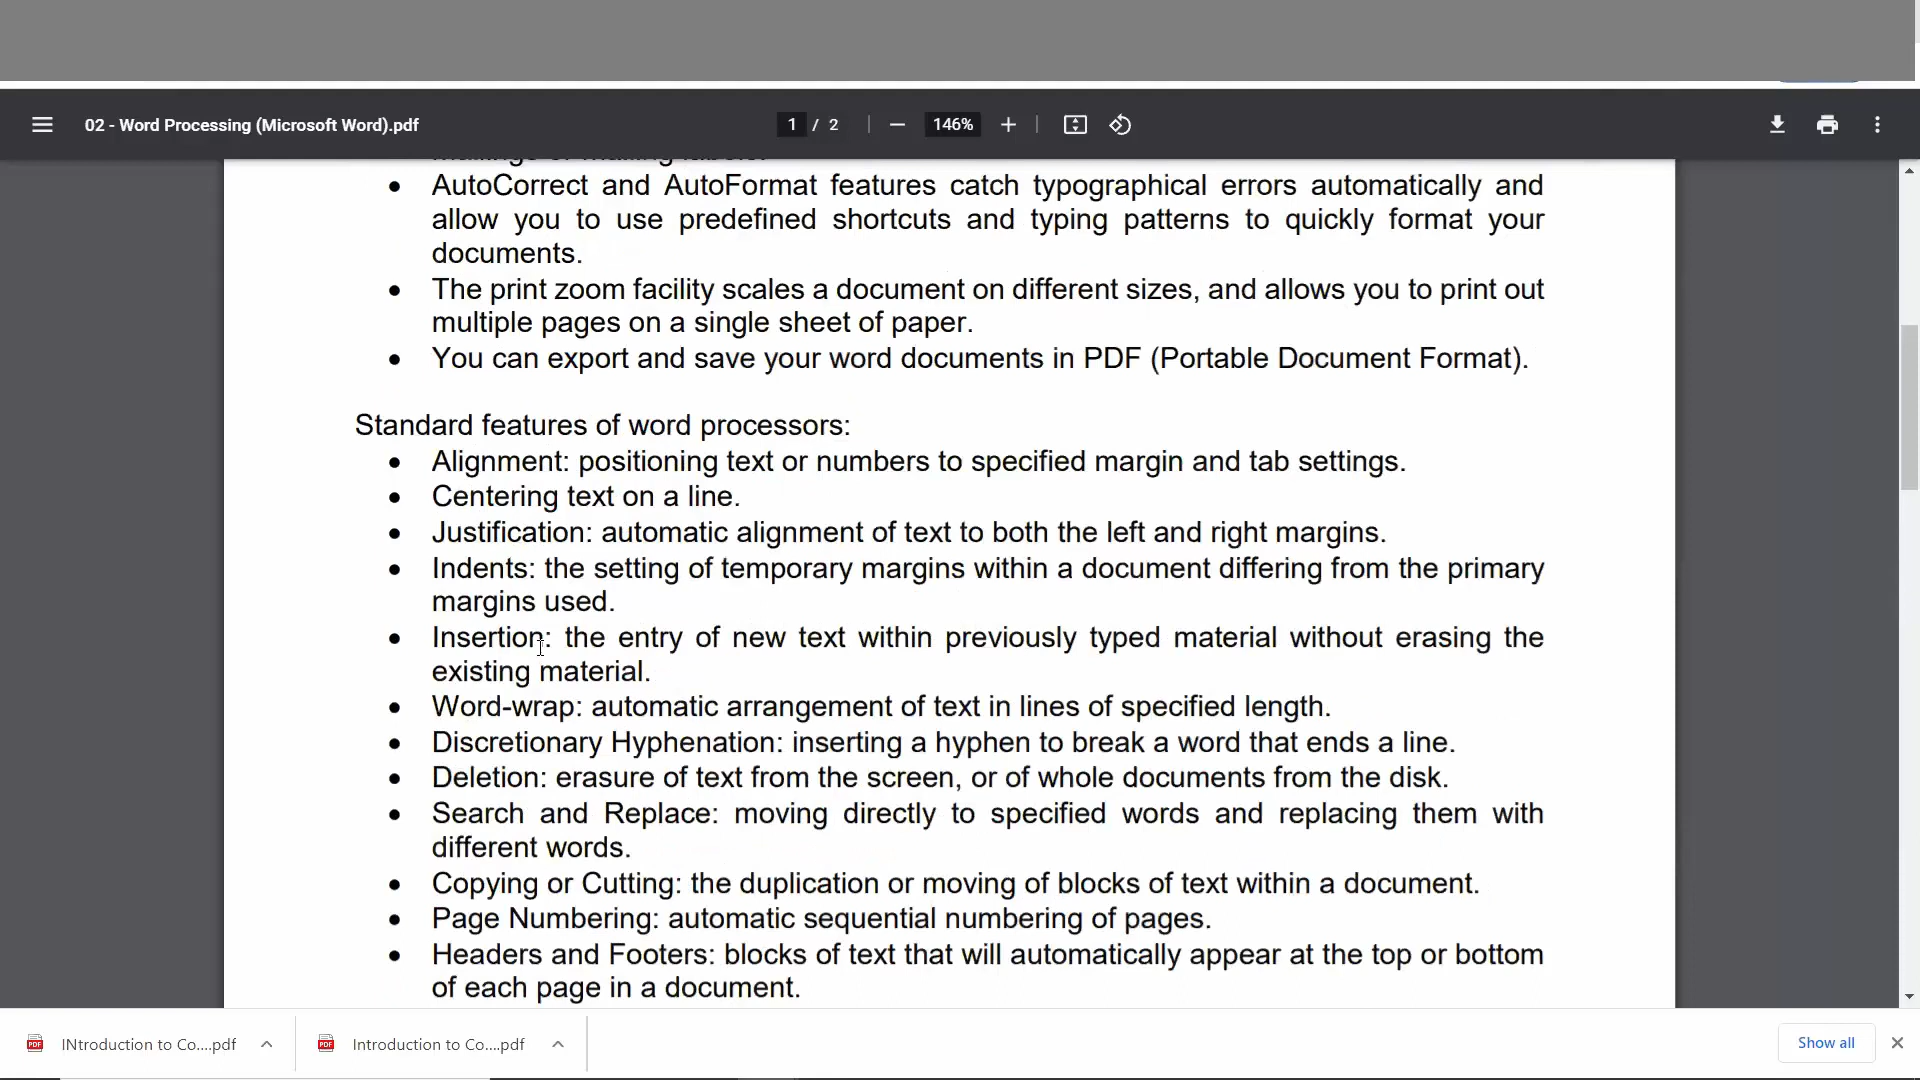 02 - Word Processing (Microsoft Word).pdf
1 / 2
146%
• AutoCorrect and AutoFormat features catch typographical errors automatically and
allow you to use predefined shortcuts and typing patterns to quickly format your
documents.
• The print zoom facility scales a document on different sizes, and allows you to print out
multiple pages on a single sheet of paper.
• You can export and save your word documents in PDF (Portable Document Format).
Standard features of word processors:
• Alignment: positioning text or numbers to specified margin and tab settings.
• Centering text on a line.
• Justification: automatic alignment of text to both the left and right margins.
• Indents: the setting of temporary margins within a document differing from the primary
margins used.
• Insertion: the entry of new text within previously typed material without erasing the
existing material.
• Word-wrap: automatic arrangement of text in lines of specified length.
• Discretionary Hyphenation: inserting a hyphen to break a word that ends a line.
• Deletion: erasure of text from the screen, or of whole documents from the disk.
• Search and Replace: moving directly to specified words and replacing them with
different words.
• Copying or Cutting: the duplication or moving of blocks of text within a document.
• Page Numbering: automatic sequential numbering of pages.
• Headers and Footers: blocks of text that will automatically appear at the top or bottom
of each page in a document.
INtroduction to Co....pdf
Introduction to Co....pdf
Show all